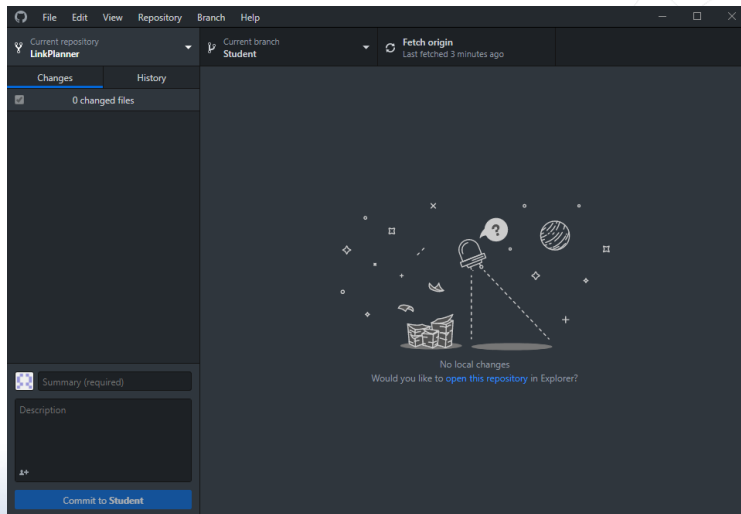 File Edit View Repository Branch Help
Current repository
LinkPlanner
Current branch
Student
Fetch origin
Last fetched 3 minutes ago
Changes History
0 changed files
?
No local changes
Would you like to open this repository in Explorer?
Summary (required)
Description
Commit to Student